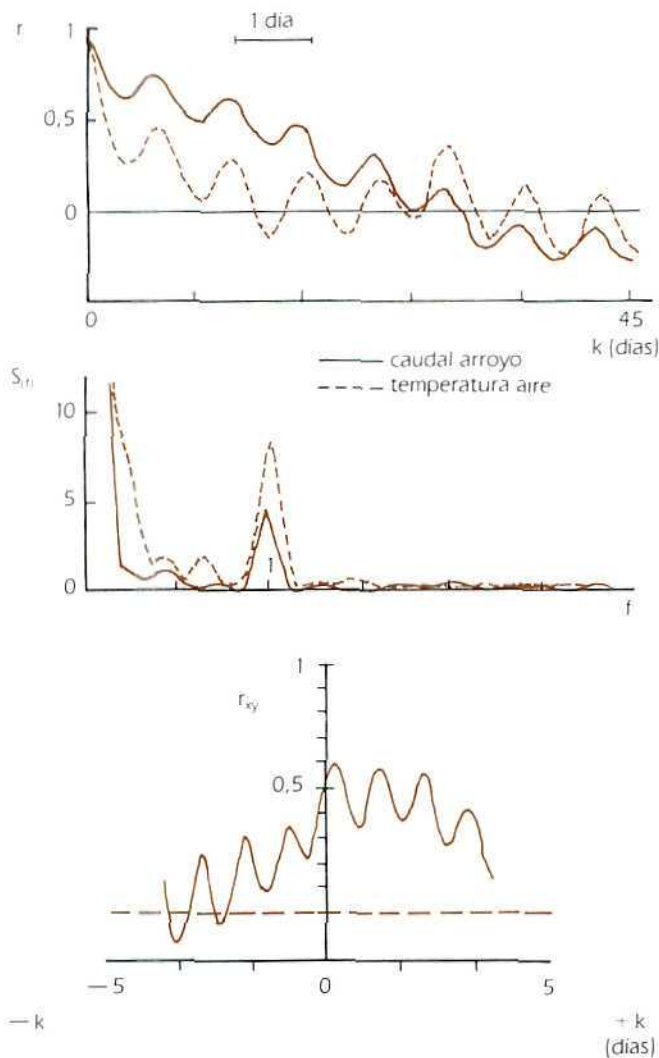 r
1
1 dia
0,5
0
0
45
k (dias)
S(f)
10
5
0
caudal arroyo
temperatura aire
1
f
1
rxy
0,5
— 5
0
5
— k
+ k
(dias)